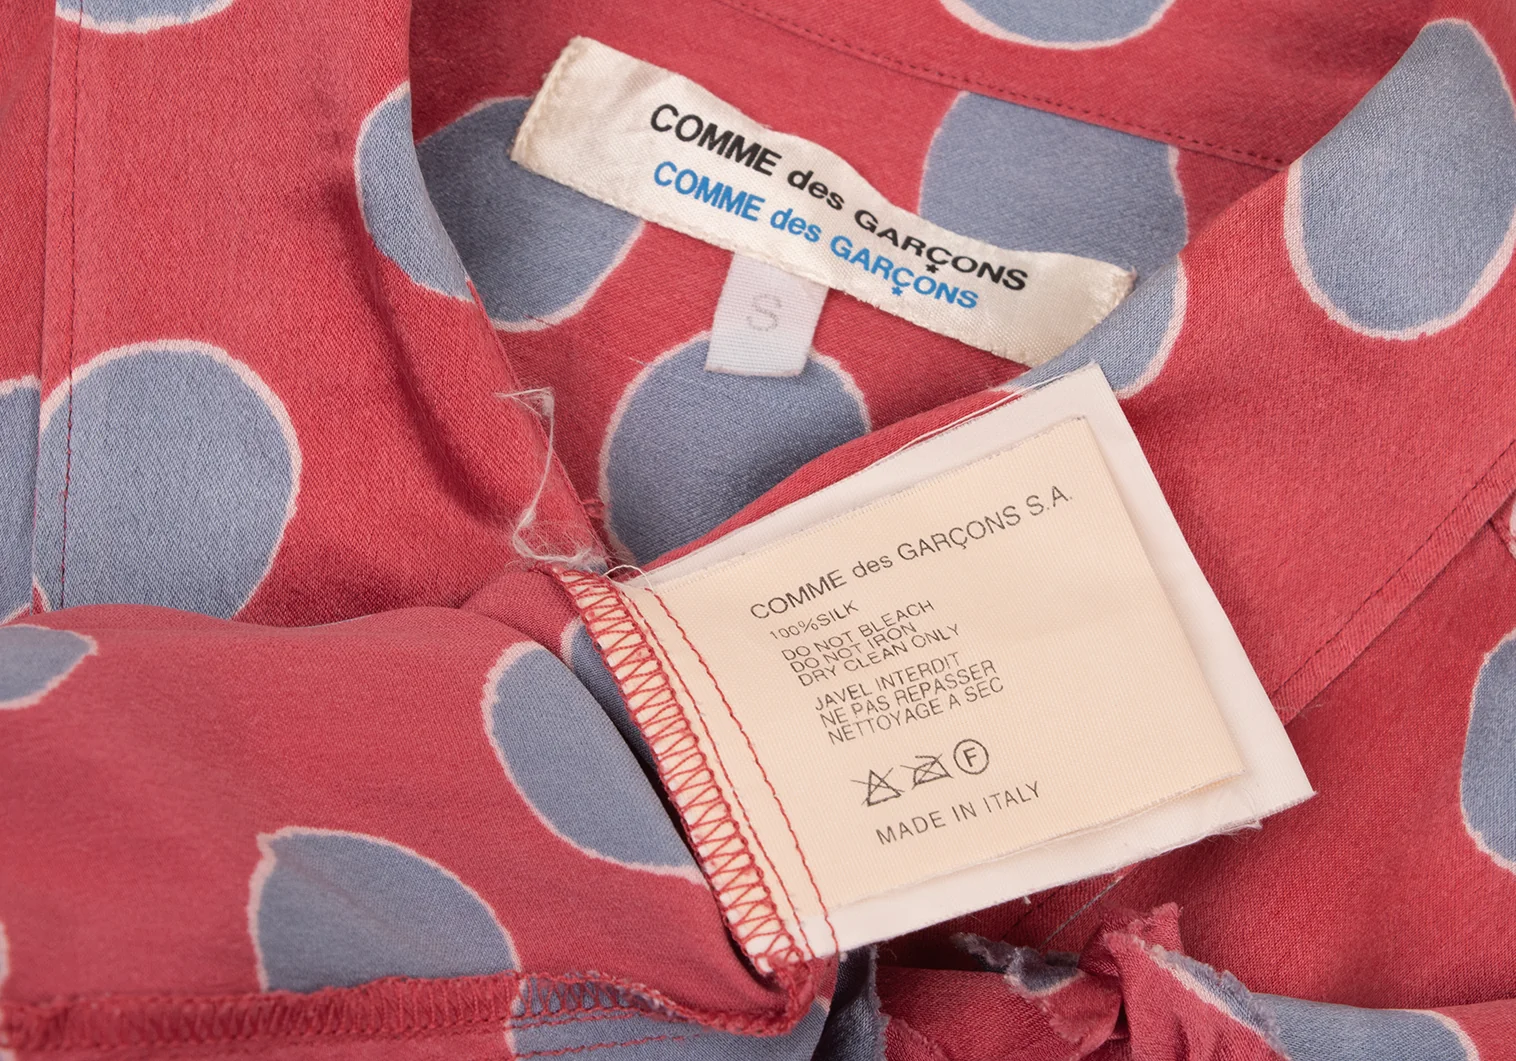 COMME des GARÇONS
COMME des GARÇONS
S
COMME des GARÇONS S.A.
100%SILK
DO NOT BLEACH
DO NOT IRON
DRY CLEAN ONLY
JAVEL INTERDIT
NE PAS REPASSER
NETTOYAGE A SEC
F
MADE IN ITALY